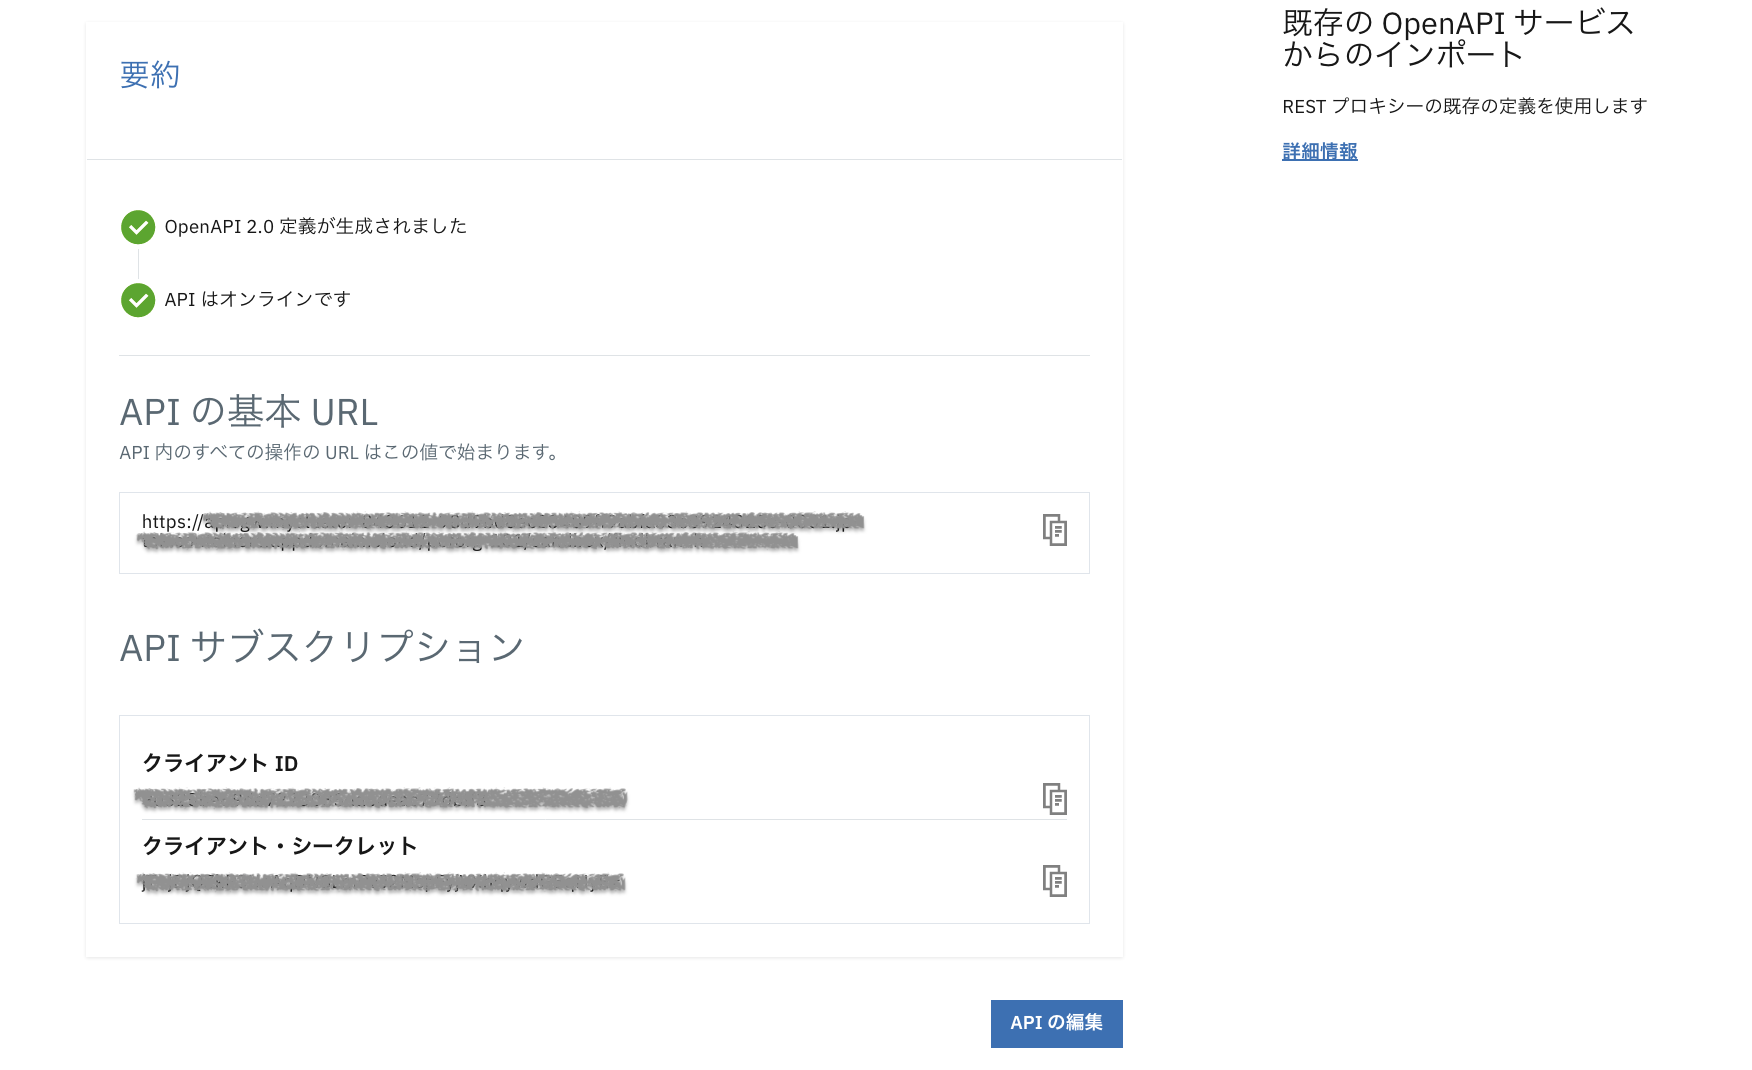 要約
OpenAPI 2.0 定義が生成されました
API はオンラインです
API の基本 URL
API 内のすべての操作の URL はこの値で始まります。
https://
API サブスクリプション
クライアント ID
クライアント・シークレット
API の編集
既存の OpenAPI サービス
からのインポート
REST プロキシーの既存の定義を使用します
詳細情報